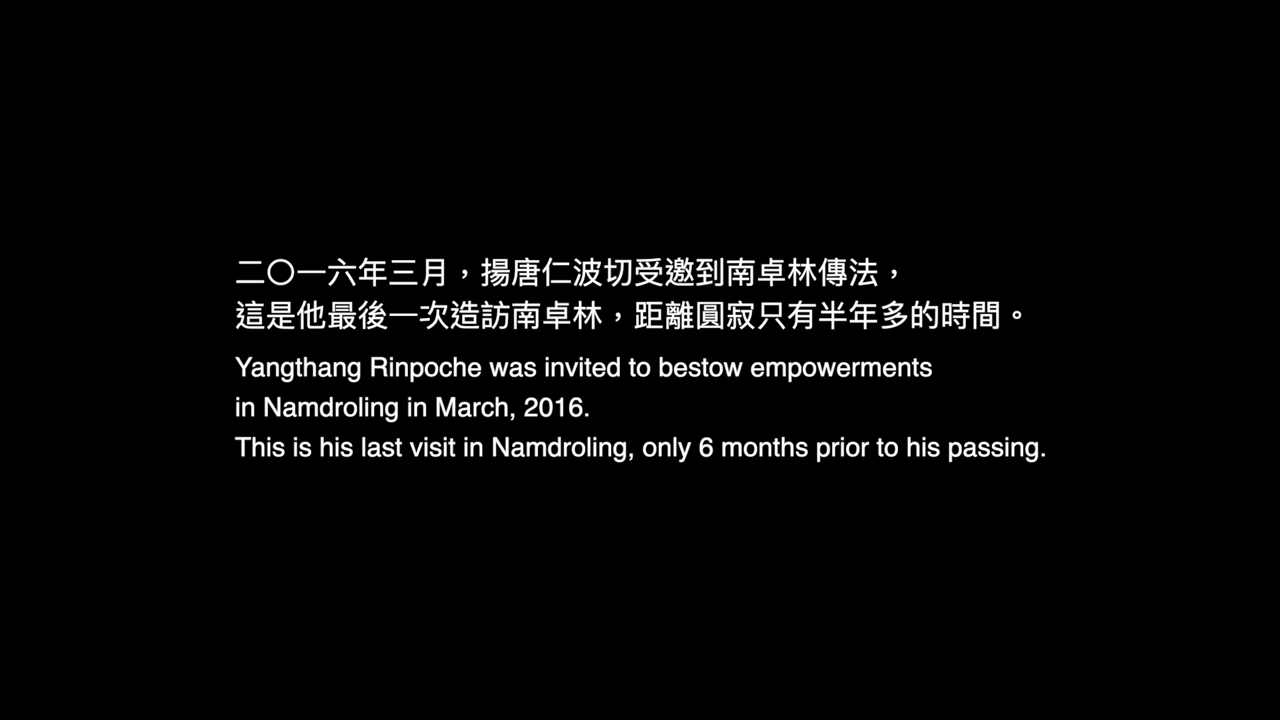 二〇一六年三月，揚唐仁波切受邀到南卓林傳法，
這是他最後一次造訪南卓林，距離圓寂只有半年多的時間。
Yangthang Rinpoche was invited to bestow empowerments
in Namdroling in March, 2016.
This is his last visit in Namdroling, only 6 months prior to his passing.